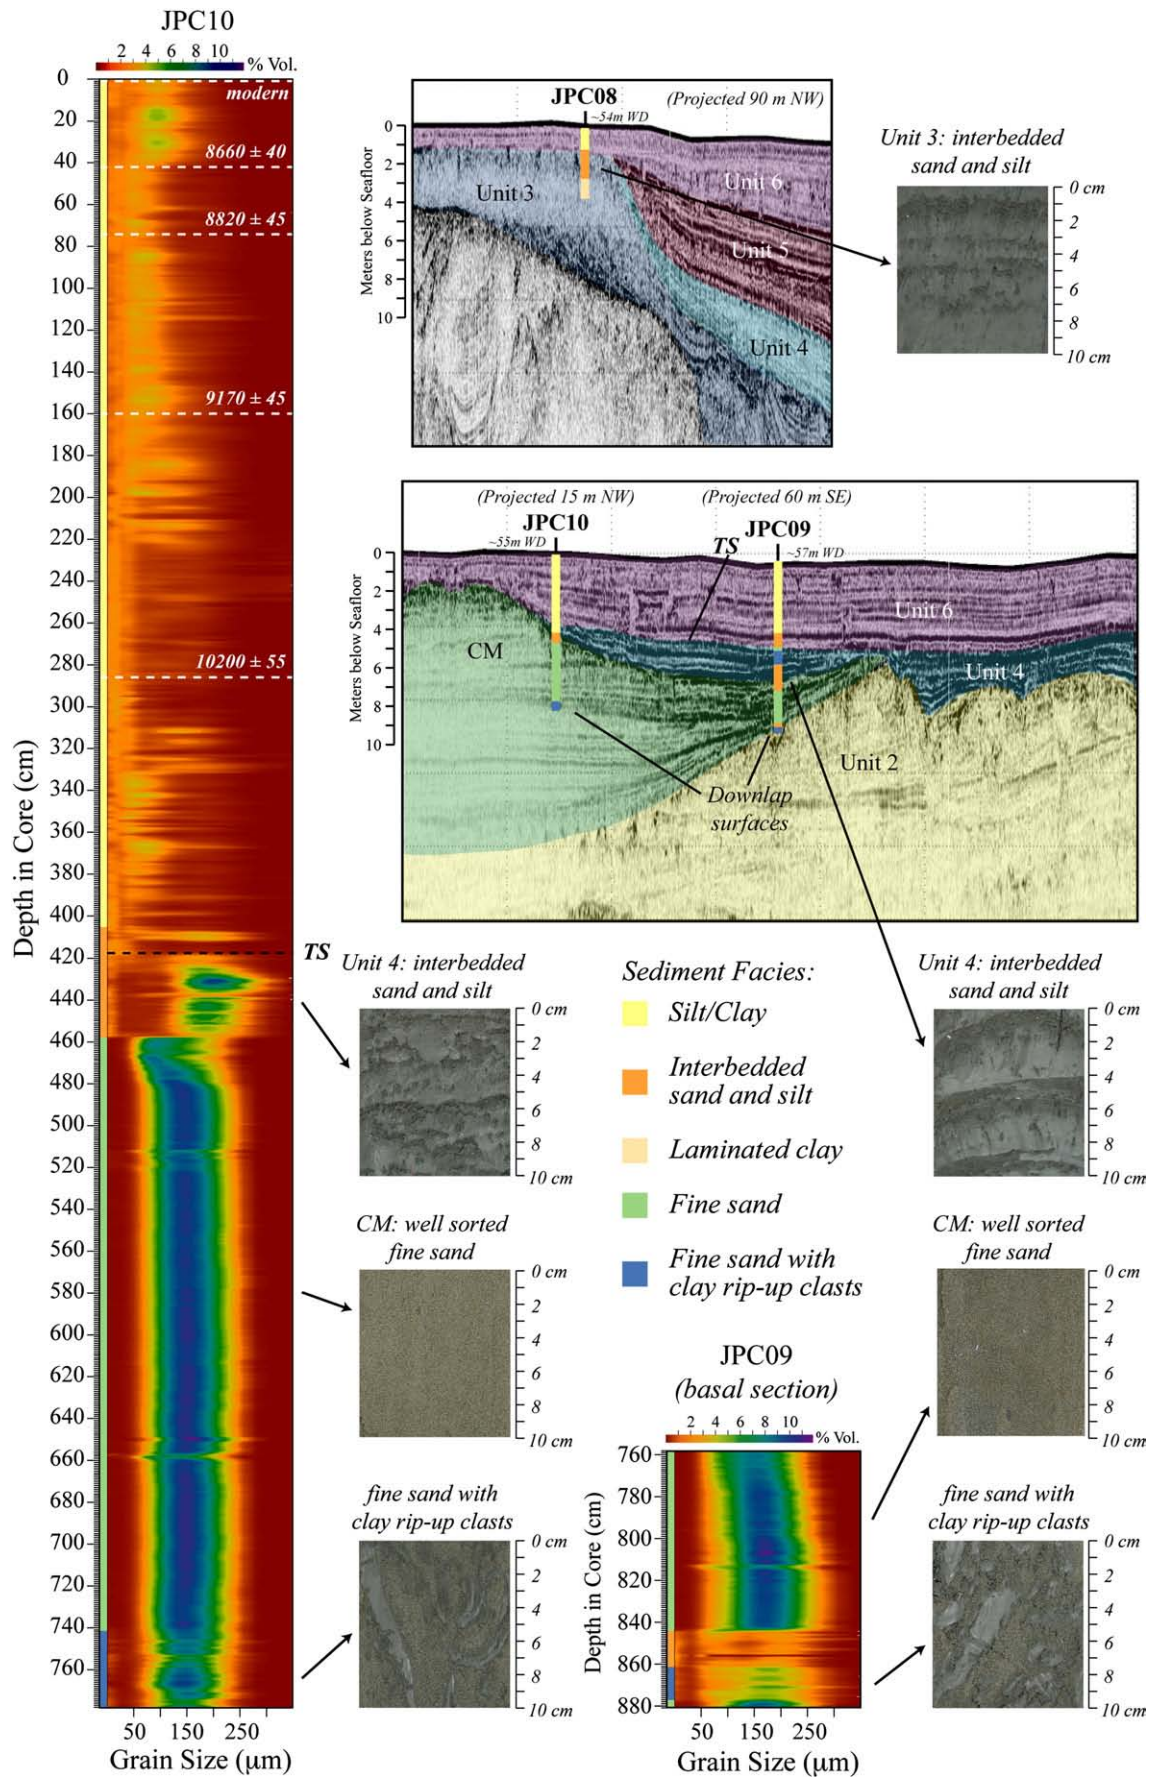 JPC10
2 4 6 8 10 % Vol.
0
20
40
60
80
100
120
140
160
180
200
220
240
260
280
300
320
340
360
380
400
420
440
460
480
500
520
540
560
580
600
620
640
660
680
700
720
740
760
Depth in Core (cm)
modern
8660 ± 40
8820 ± 45
9170 ± 45
10200 ± 55
TS
50 150 250
Grain Size (µm)
JPC08
(Projected 90 m NW)
~54m WD
0
2
4
6
8
10
Meters below Seafloor
Unit 3
Unit 6
Unit 5
Unit 4
Unit 3: interbedded
sand and silt
0 cm
2
4
6
8
10 cm
(Projected 15 m NW)
(Projected 60 m SE)
JPC10
JPC09
~55m WD
TS
~57m WD
0
2
4
6
8
10
Meters below Seafloor
CM
Unit 6
Unit 4
Unit 2
Downlap
surfaces
Unit 4: interbedded
sand and silt
0 cm
2
4
6
8
10 cm
CM: well sorted
fine sand
0 cm
2
4
6
8
10 cm
fine sand with
clay rip-up clasts
0 cm
2
4
6
8
10 cm
Sediment Facies:
Silt/Clay
Interbedded
sand and silt
Laminated clay
Fine sand
Fine sand with
clay rip-up clasts
JPC09
(basal section)
2 4 6 8 10 % Vol.
760
780
800
820
840
860
880
Depth in Core (cm)
50 150 250
Grain Size (µm)
Unit 4: interbedded
sand and silt
0 cm
2
4
6
8
10 cm
CM: well sorted
fine sand
0 cm
2
4
6
8
10 cm
fine sand with
clay rip-up clasts
0 cm
2
4
6
8
10 cm